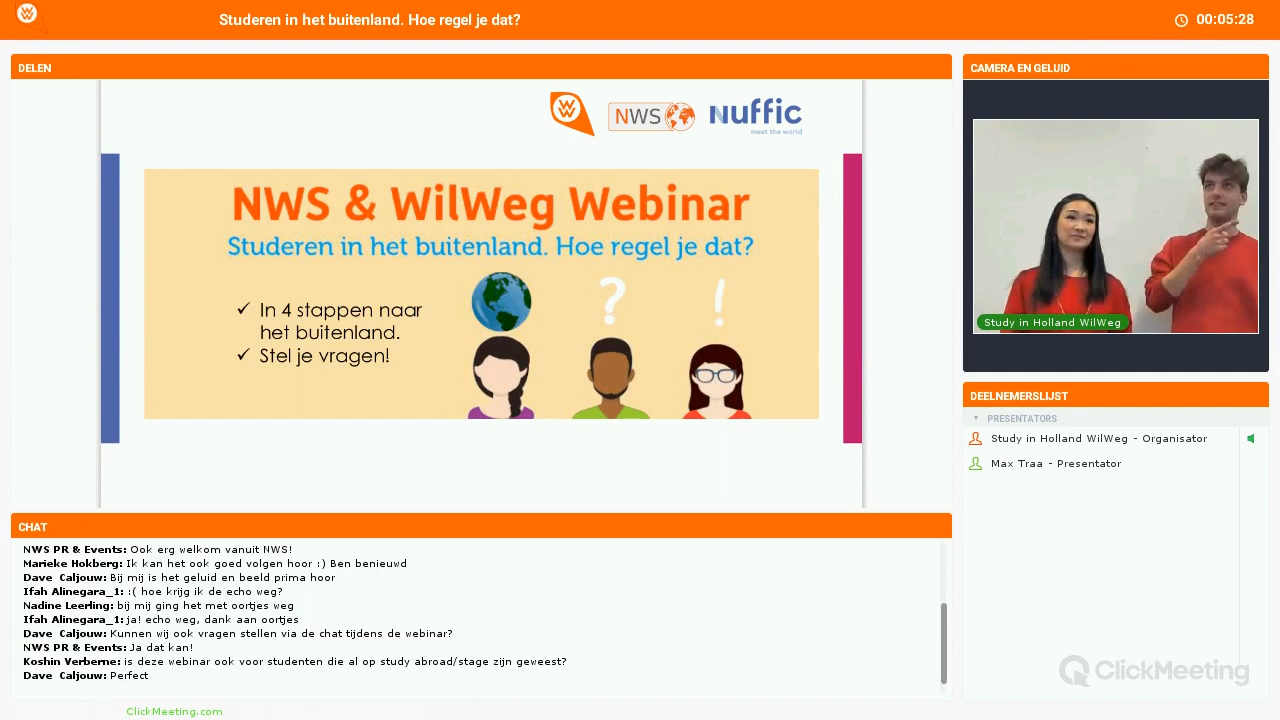 Studeren in het buitenland. Hoe regel je dat?
00:05:28
DELEN
NWS
Nuffic
meet the world
NWS & WilWeg Webinar
Studeren in het buitenland. Hoe regel je dat?
✓ In 4 stappen naar
het buitenland.
✓ Stel je vragen!
? !
CAMERA EN GELUID
Study in Holland WilWeg
DEELNEMERSLIJST
PRESENTATORS
Study in Holland WilWeg - Organisator
Max Traa - Presentator
CHAT
NWS PR & Events: Ook erg welkom vanuit NWS!
Marieke Hokberg: Ik kan het ook goed volgen hoor :) Ben benieuwd
Dave Caljouw: Bij mij is het geluid en beeld prima hoor
Ifah Alinegara_1: :( hoe krijg ik de echo weg?
Nadine Leerling: bij mij ging het met oortjes weg
Ifah Alinegara_1: ja! echo weg, dank aan oortjes
Dave Caljouw: Kunnen wij ook vragen stellen via de chat tijdens de webinar?
NWS PR & Events: Ja dat kan!
Koshin Verberne: is deze webinar ook voor studenten die al op study abroad/stage zijn geweest?
Dave Caljouw: Perfect
ClickMeeting
ClickMeeting.com